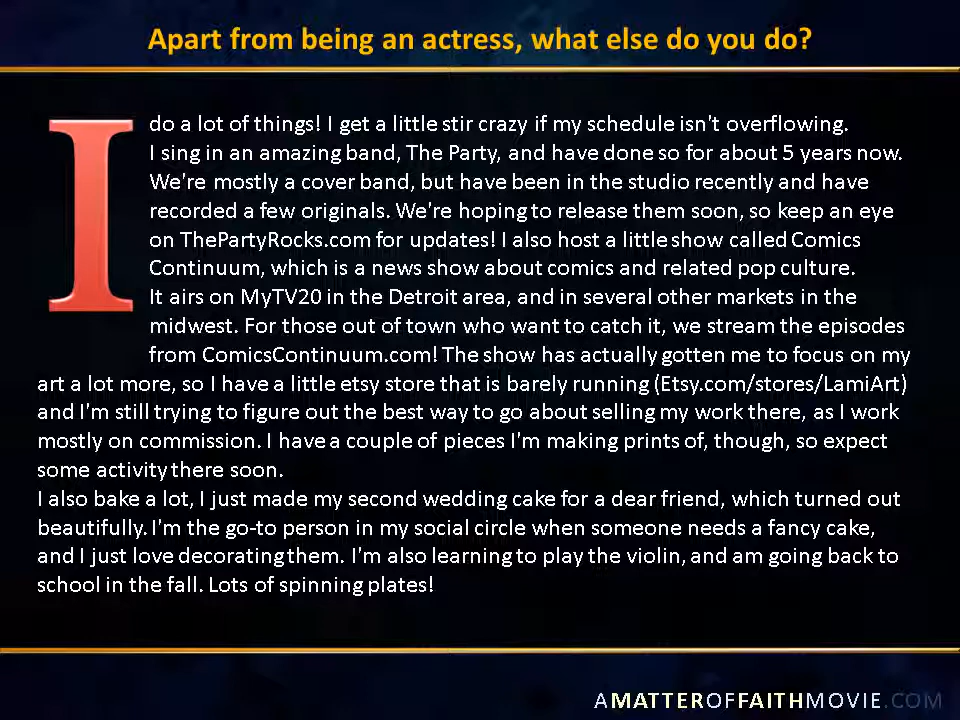 Apart from being an actress, what else do you do?
I do a lot of things! I get a little stir crazy if my schedule isn't overflowing.
I sing in an amazing band, The Party, and have done so for about 5 years now.
We're mostly a cover band, but have been in the studio recently and have
recorded a few originals. We're hoping to release them soon, so keep an eye
on ThePartyRocks.com for updates! I also host a little show called Comics
Continuum, which is a news show about comics and related pop culture.
It airs on MyTV20 in the Detroit area, and in several other markets in the
midwest. For those out of town who want to catch it, we stream the episodes
from ComicsContinuum.com! The show has actually gotten me to focus on my
art a lot more, so I have a little etsy store that is barely running (Etsy.com/stores/LamiArt)
and I'm still trying to figure out the best way to go about selling my work there, as I work
mostly on commission. I have a couple of pieces I'm making prints of, though, so expect
some activity there soon.
I also bake a lot, I just made my second wedding cake for a dear friend, which turned out
beautifully. I'm the go-to person in my social circle when someone needs a fancy cake,
and I just love decorating them. I'm also learning to play the violin, and am going back to
school in the fall. Lots of spinning plates!
AMATTEROFFAITHMOVIE.COM